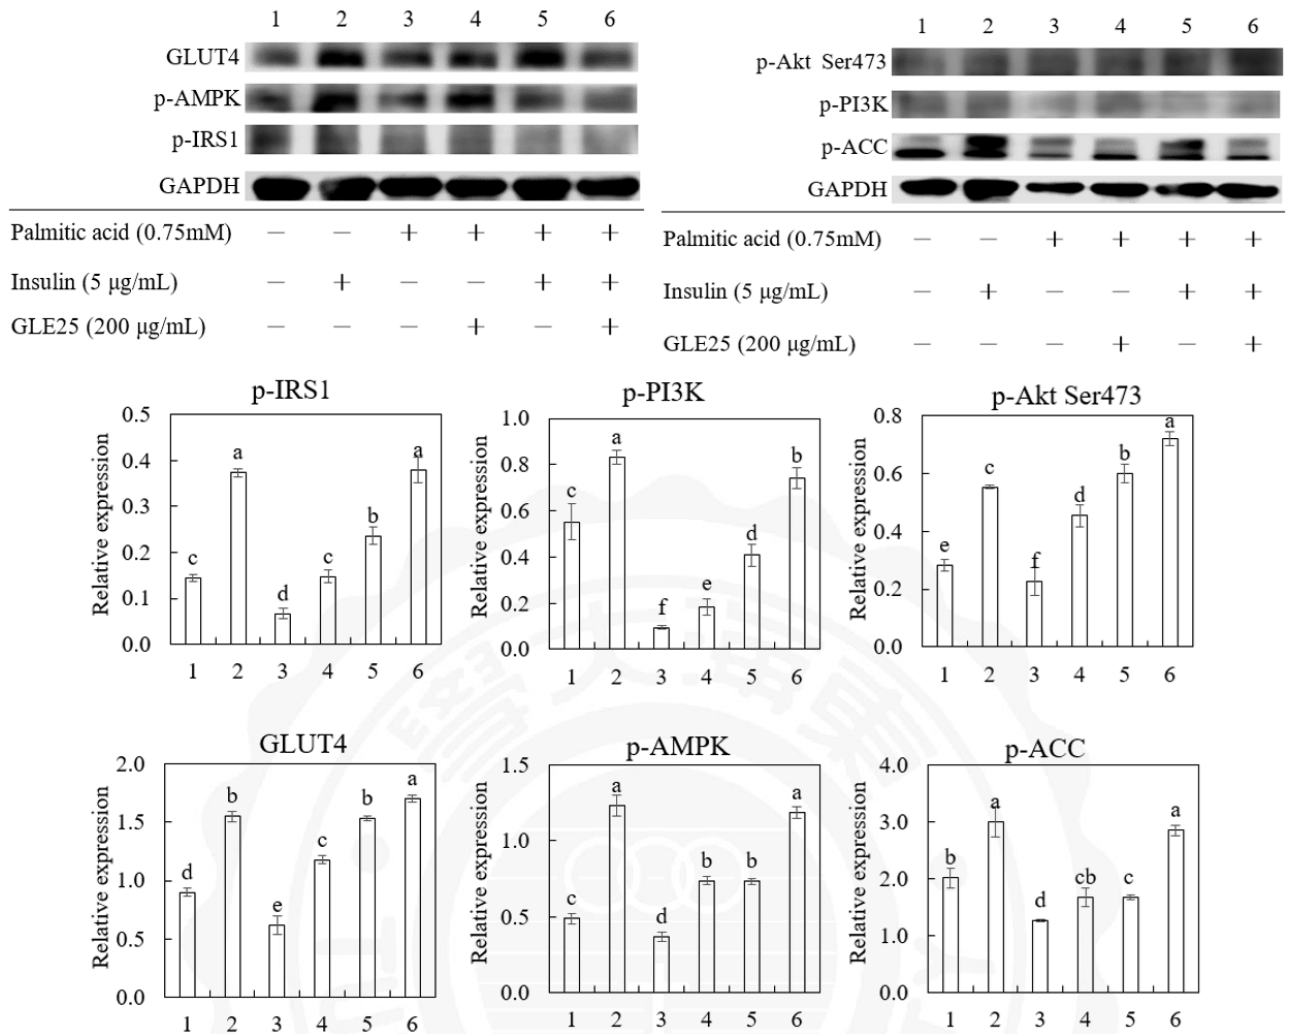 1 2 3 4 5 6
GLUT4
p-AMPK
p-IRS1
GAPDH
Palmitic acid (0.75mM) — — + + + +
Insulin (5 μg/mL) — + — — + +
GLE25 (200 μg/mL) — — — + — +
1 2 3 4 5 6
p-Akt Ser473
p-PI3K
p-ACC
GAPDH
Palmitic acid (0.75mM) — — + + + +
Insulin (5 μg/mL) — + — — + +
GLE25 (200 μg/mL) — — — + — +
p-IRS1
Relative expression
0.5
0.4
0.3
0.2
0.1
0.0
c a d c b a
1 2 3 4 5 6
p-PI3K
Relative expression
1.0
0.8
0.6
0.4
0.2
0.0
c a f e d b
1 2 3 4 5 6
p-Akt Ser473
Relative expression
0.8
0.6
0.4
0.2
0.0
e c f d b a
1 2 3 4 5 6
GLUT4
Relative expression
2.0
1.5
1.0
0.5
0.0
d b e c b a
1 2 3 4 5 6
p-AMPK
Relative expression
1.5
1.0
0.5
0.0
c a d b b a
1 2 3 4 5 6
p-ACC
Relative expression
4.0
3.0
2.0
1.0
0.0
b a d cb c a
1 2 3 4 5 6
學大海東